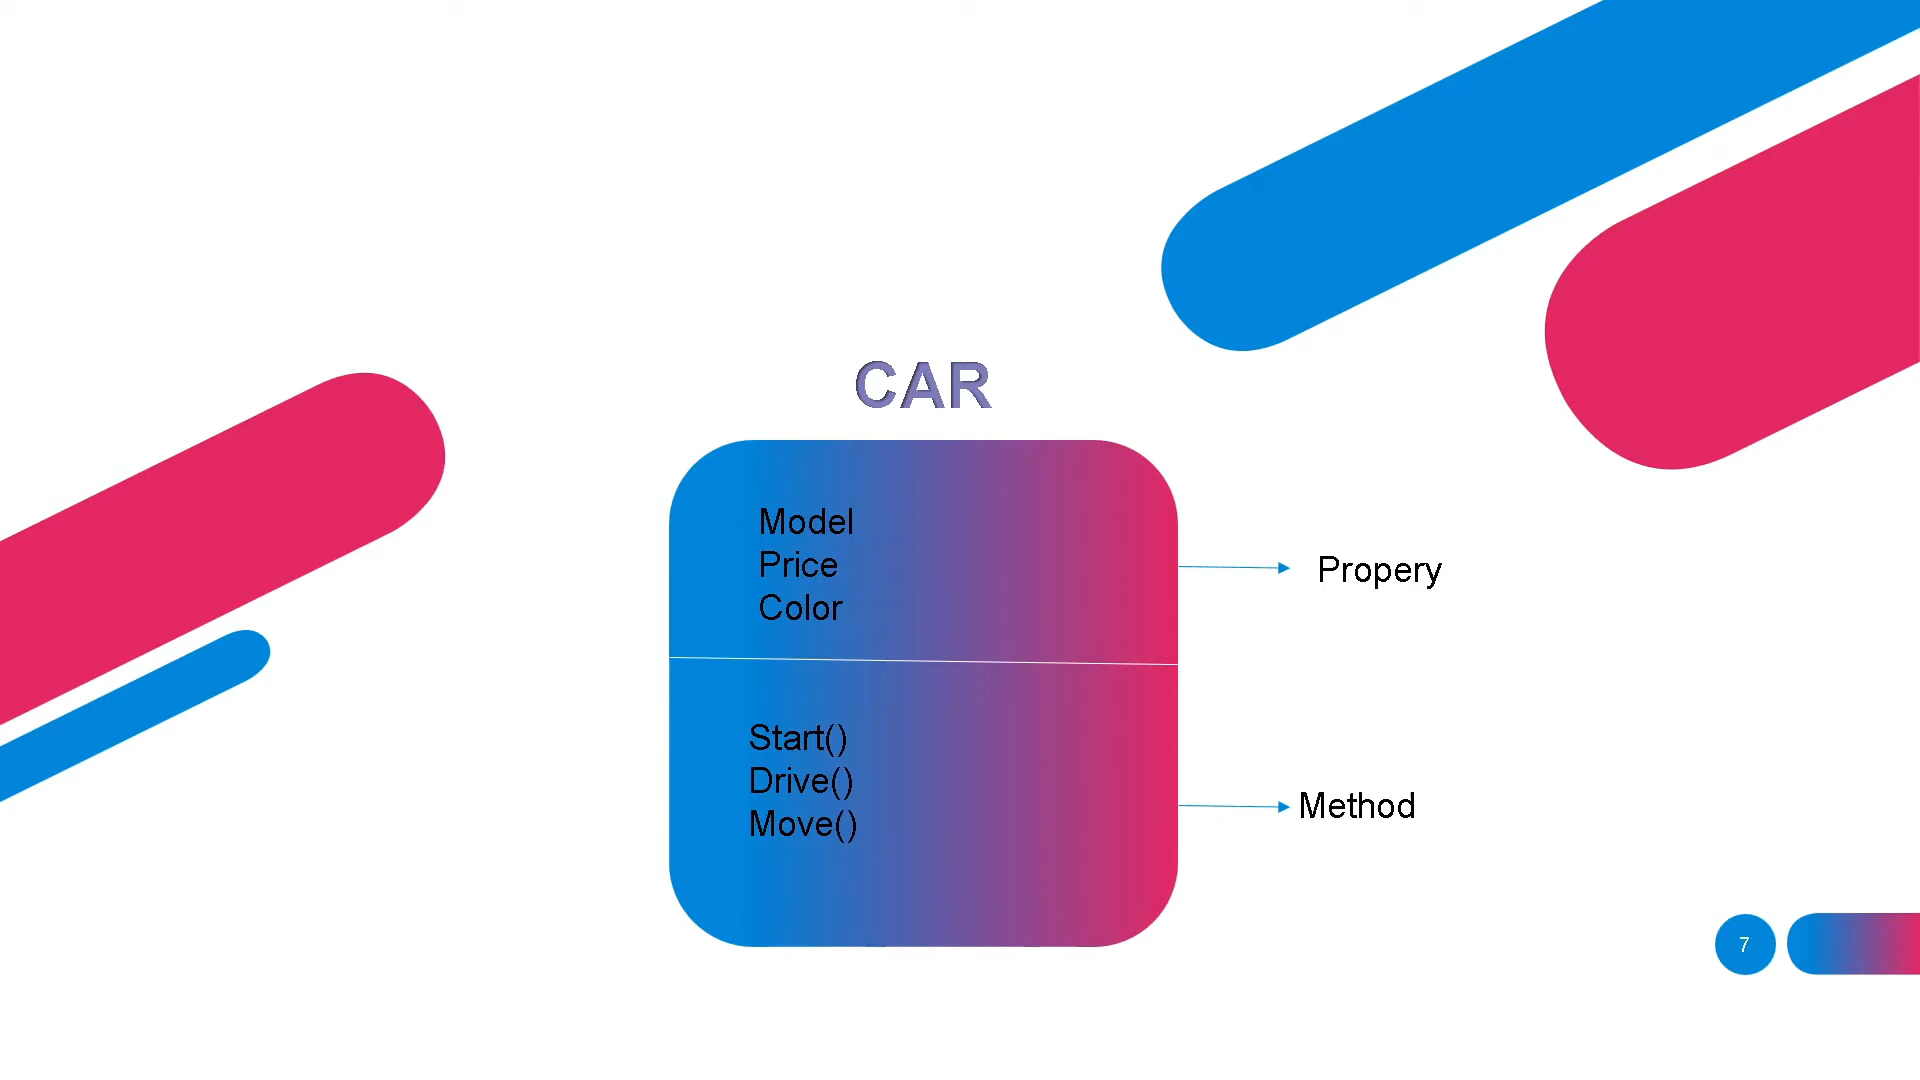 CAR
Model
Price
Color
Propery
Start()
Drive()
Move()
Method
7